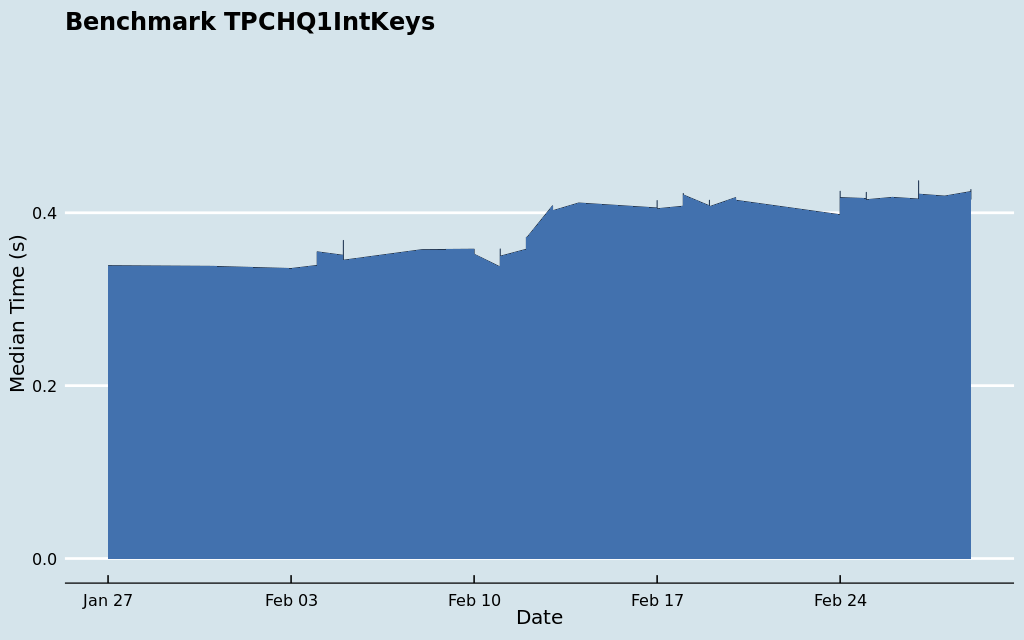 Benchmark TPCHQ1IntKeys
Median Time (s)
0.4
0.2
0.0
Jan 27 Feb 03 Feb 10 Feb 17 Feb 24
Date